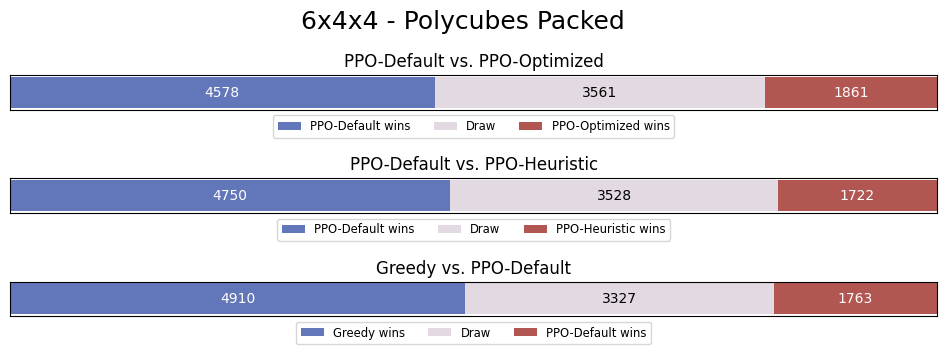 6x4x4 - Polycubes Packed
PPO-Default vs. PPO-Optimized
4578 3561 1861
PPO-Default wins Draw PPO-Optimized wins
PPO-Default vs. PPO-Heuristic
4750 3528 1722
PPO-Default wins Draw PPO-Heuristic wins
Greedy vs. PPO-Default
4910 3327 1763
Greedy wins Draw PPO-Default wins